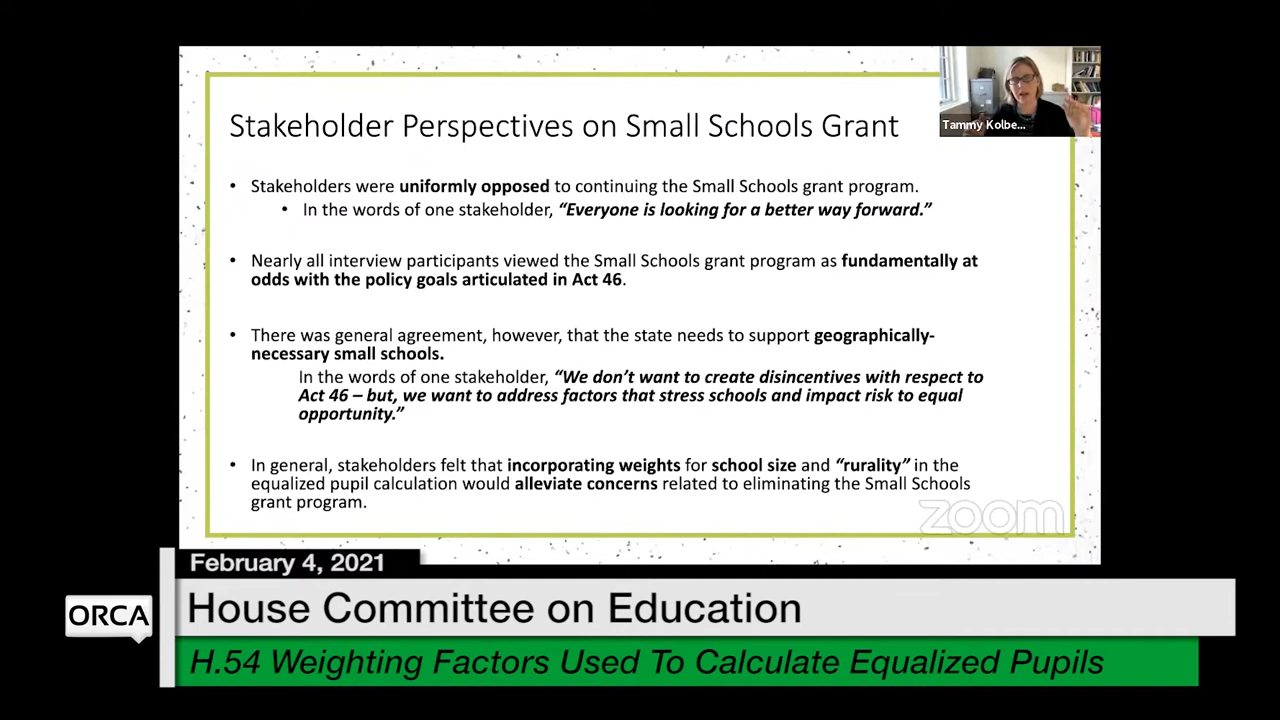 Stakeholder Perspectives on Small Schools Grant
Tammy Kolbe...
• Stakeholders were uniformly opposed to continuing the Small Schools grant program.
• In the words of one stakeholder, “Everyone is looking for a better way forward.”
• Nearly all interview participants viewed the Small Schools grant program as fundamentally at
odds with the policy goals articulated in Act 46.
• There was general agreement, however, that the state needs to support geographically-
necessary small schools.
In the words of one stakeholder, “We don’t want to create disincentives with respect to
Act 46 – but, we want to address factors that stress schools and impact risk to equal
opportunity.”
• In general, stakeholders felt that incorporating weights for school size and “rurality” in the
equalized pupil calculation would alleviate concerns related to eliminating the Small Schools
grant program.
zoom
February 4, 2021
ORCA
House Committee on Education
H.54 Weighting Factors Used To Calculate Equalized Pupils